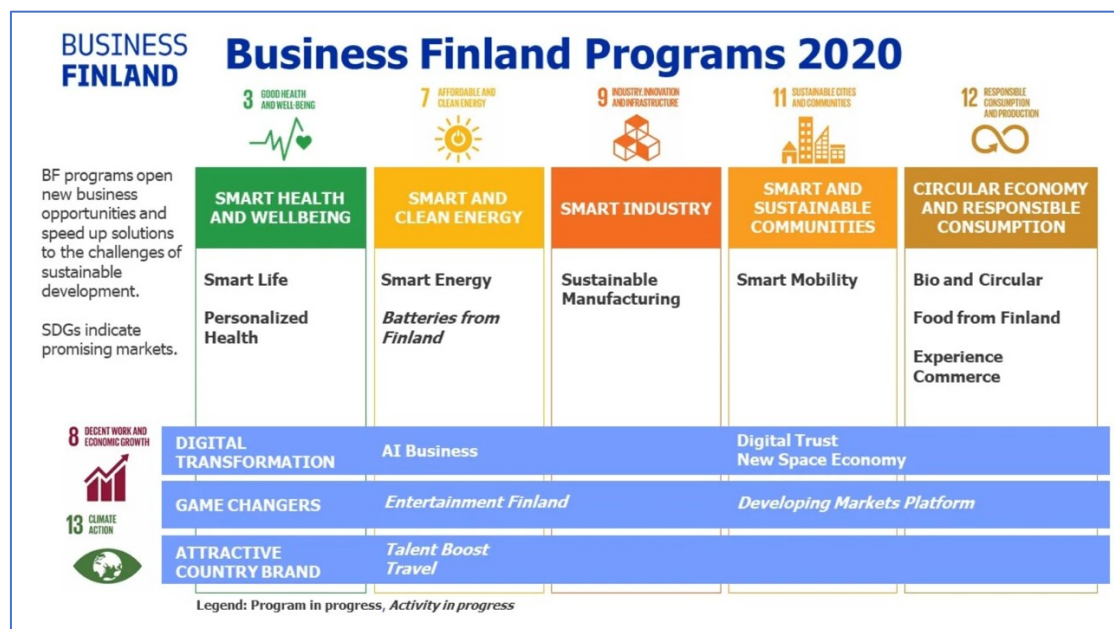 BUSINESS
FINLAND
Business Finland Programs 2020
3 GOOD HEALTH
AND WELL-BEING
7 AFFORDABLE AND
CLEAN ENERGY
9 INDUSTRY, INNOVATION
AND INFRASTRUCTURE
11 SUSTAINABLE CITIES
AND COMMUNITIES
12 RESPONSIBLE
CONSUMPTION
AND PRODUCTION
BF programs open
new business
opportunities and
speed up solutions
to the challenges of
sustainable
development.
SDGs indicate
promising markets.
SMART HEALTH
AND WELLBEING
Smart Life
Personalized
Health
SMART AND
CLEAN ENERGY
Smart Energy
Batteries from
Finland
SMART INDUSTRY
Sustainable
Manufacturing
SMART AND
SUSTAINABLE
COMMUNITIES
Smart Mobility
CIRCULAR ECONOMY
AND RESPONSIBLE
CONSUMPTION
Bio and Circular
Food from Finland
Experience
Commerce
8 DECENT WORK AND
ECONOMIC GROWTH
13 CLIMATE
ACTION
DIGITAL
TRANSFORMATION
AI Business
Digital Trust
New Space Economy
GAME CHANGERS
Entertainment Finland
Developing Markets Platform
ATTRACTIVE
COUNTRY BRAND
Talent Boost
Travel
Legend: Program in progress, Activity in progress